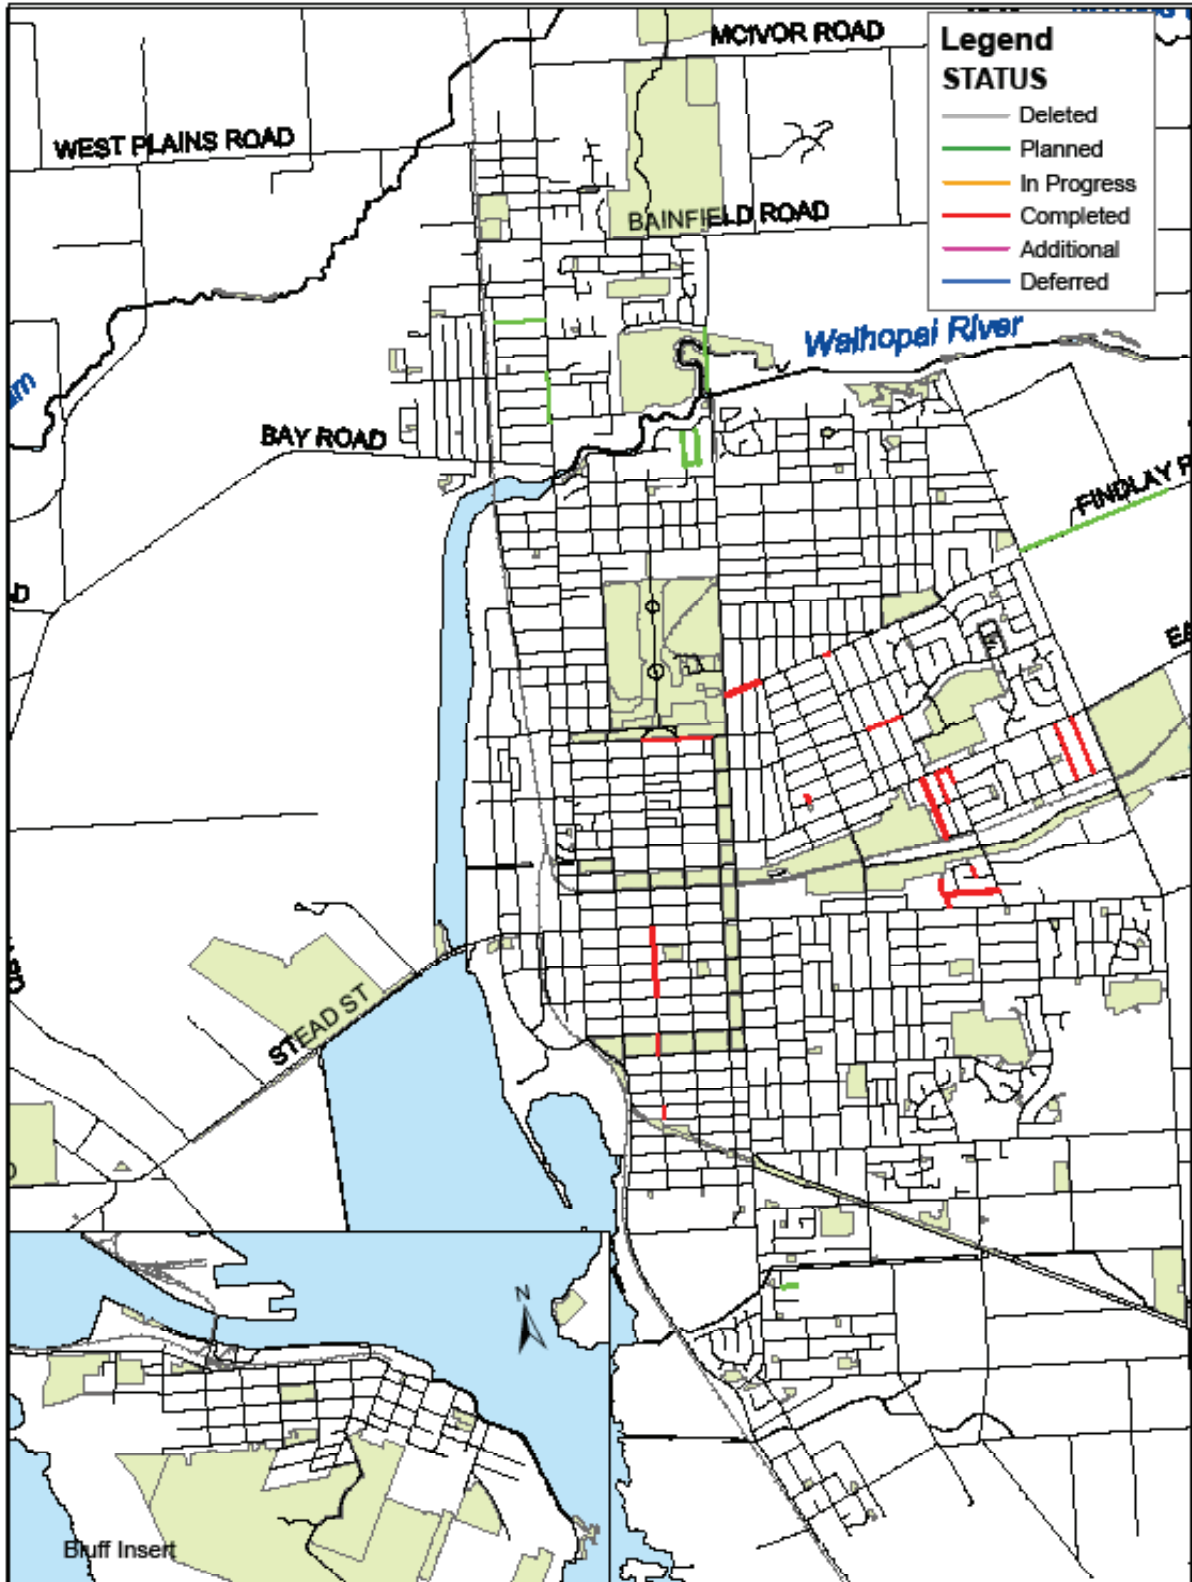 MCIVOR ROAD
Legend
STATUS
Deleted
Planned
In Progress
Completed
Additional
Deferred
WEST PLAINS ROAD
BAINFIELD ROAD
Waihopai River
BAY ROAD
FINDLAY R
EA
STEAD ST
N
Bluff Insert